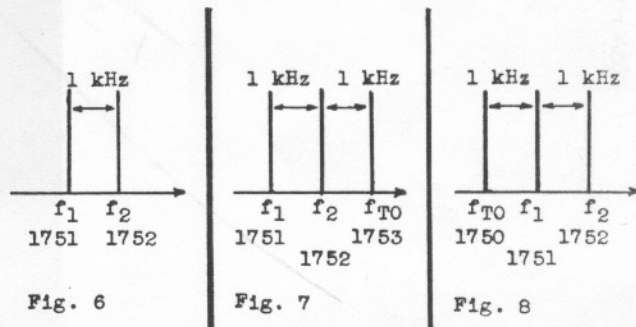 1 kHz
f1 f2
1751 1752
Fig. 6
1 kHz 1 kHz
f1 f2 fTO
1751 1753
1752
Fig. 7
1 kHz 1 kHz
fTO f1 f2
1750 1752
1751
Fig. 8